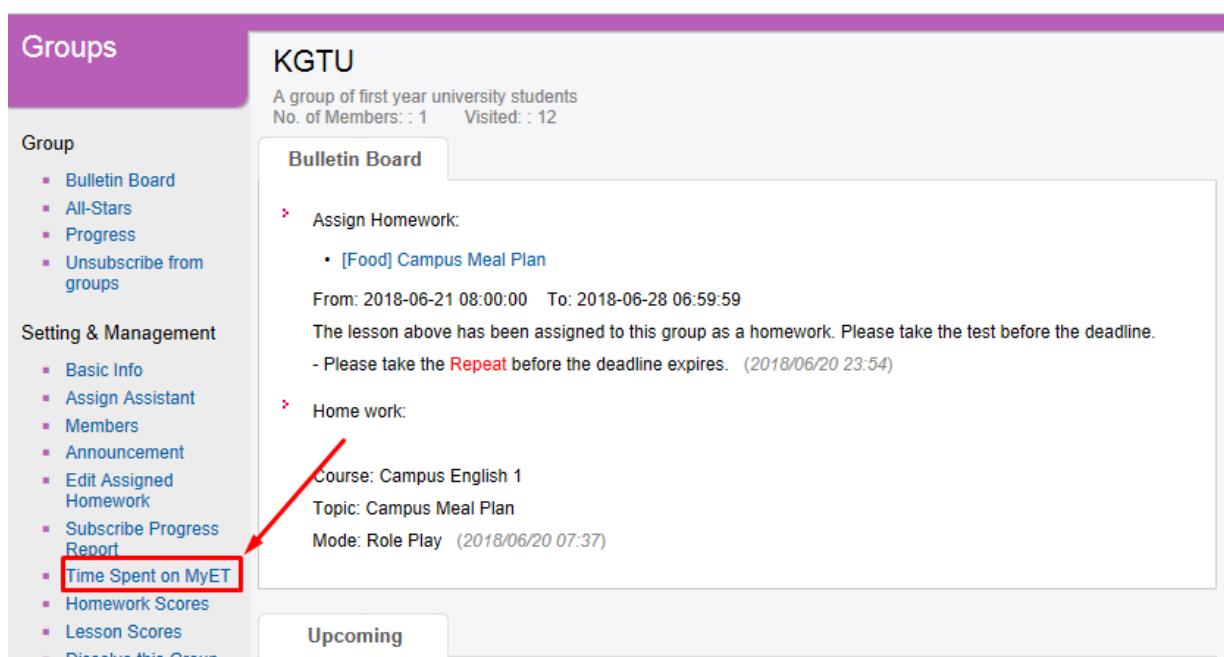 Groups
Group
Bulletin Board
All-Stars
Progress
Unsubscribe from
groups
Setting & Management
Basic Info
Assign Assistant
Members
Announcement
Edit Assigned
Homework
Subscribe Progress
Report
Time Spent on MyET
Homework Scores
Lesson Scores
Dissolve this Group
KGTU
A group of first year university students
No. of Members: : 1 Visited: : 12
Bulletin Board
Assign Homework:
• [Food] Campus Meal Plan
From: 2018-06-21 08:00:00 To: 2018-06-28 06:59:59
The lesson above has been assigned to this group as a homework. Please take the test before the deadline.
- Please take the Repeat before the deadline expires. (2018/06/20 23:54)
Home work:
Course: Campus English 1
Topic: Campus Meal Plan
Mode: Role Play (2018/06/20 07:37)
Upcoming